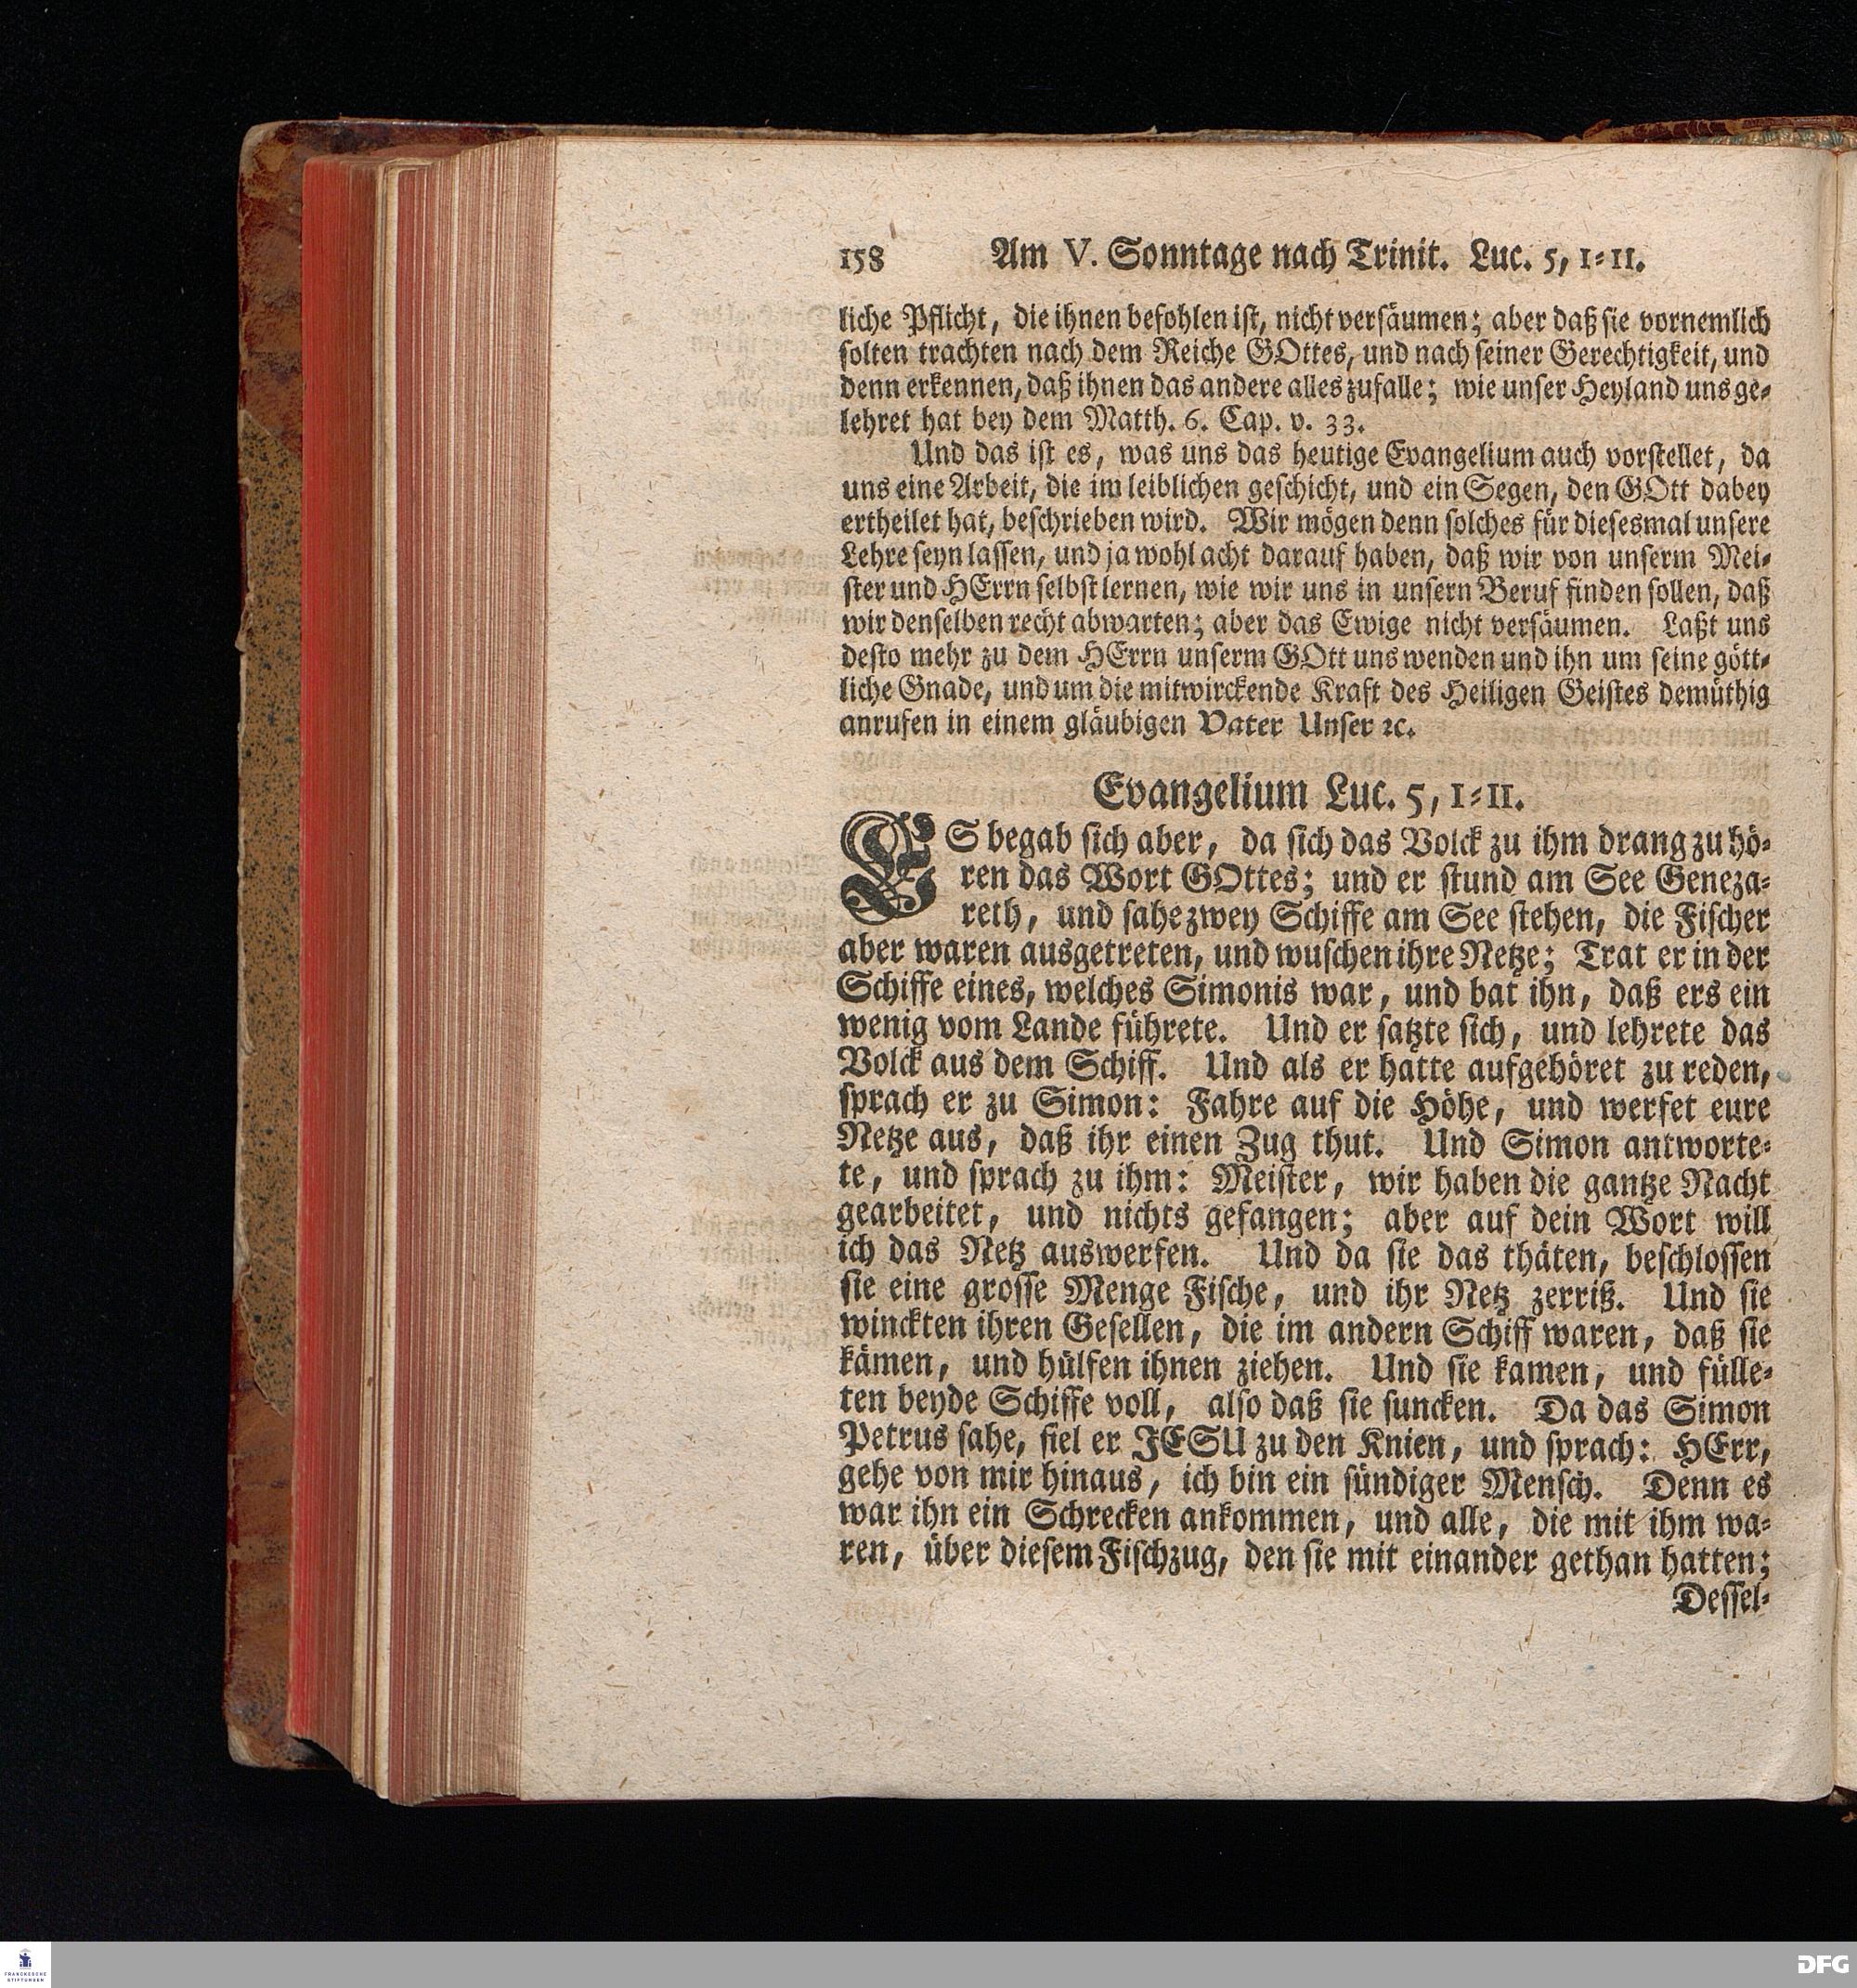 158 Am V. Sonntage nach Trinit. Luc. 5, 1-11.
liche Pflicht, die ihnen befohlen ist, nicht versäumen; aber daß sie vornemlich
solten trachten nach dem Reiche GOttes, und nach seiner Gerechtigkeit, und
denn erkennen, daß ihnen das andere alles zufalle; wie unser Heyland uns ge-
lehret hat bey dem Matth. 6. Cap. v. 33.
Und das ist es, was uns das heutige Evangelium auch vorstellet, da
uns eine Arbeit, die im leiblichen geschicht, und ein Segen, den GOtt dabey
ertheilet hat, beschrieben wird. Wir mögen denn solches für diesesmal unsere
Lehre seyn lassen, und ja wohl acht darauf haben, daß wir von unserm Mei-
ster und HErrn selbst lernen, wie wir uns in unsern Beruf finden sollen, daß
wir denselben recht abwarten; aber das Ewige nicht versäumen. Laßt uns
desto mehr zu dem HErrn unserm GOtt uns wenden und ihn um seine gött-
liche Gnade, und um die mitwirckende Kraft des Heiligen Geistes demüthig
anrufen in einem gläubigen Vater Unser ꝛc.
Evangelium Luc. 5, 1-11.
ES begab sich aber, da sich das Volck zu ihm drang zu hö-
ren das Wort GOttes; und er stund am See Geneza-
reth, und sahe zwey Schiffe am See stehen, die Fischer
aber waren ausgetreten, und wuschen ihre Netze; Trat er in der
Schiffe eines, welches Simonis war, und bat ihn, daß ers ein
wenig vom Lande führete. Und er satzte sich, und lehrete das
Volck aus dem Schiff. Und als er hatte aufgehöret zu reden,
sprach er zu Simon: Fahre auf die Höhe, und werfet eure
Netze aus, daß ihr einen Zug thut. Und Simon antworte-
te, und sprach zu ihm: Meister, wir haben die gantze Nacht
gearbeitet, und nichts gefangen; aber auf dein Wort will
ich das Netz auswerfen. Und da sie das thäten, beschlossen
sie eine grosse Menge Fische, und ihr Netz zerriß. Und sie
winckten ihren Gesellen, die im andern Schiff waren, daß sie
kämen, und hülfen ihnen ziehen. Und sie kamen, und fülle-
ten beyde Schiffe voll, also daß sie suncken. Da das Simon
Petrus sahe, fiel er JESU zu den Knien, und sprach: HErr,
gehe von mir hinaus, ich bin ein sündiger Mensch. Denn es
war ihn ein Schrecken ankommen, und alle, die mit ihm wa-
ren, über diesem Fischzug, den sie mit einander gethan hatten;
Dessel-
FRANCKESCHE
STIFTUNGEN
DFG